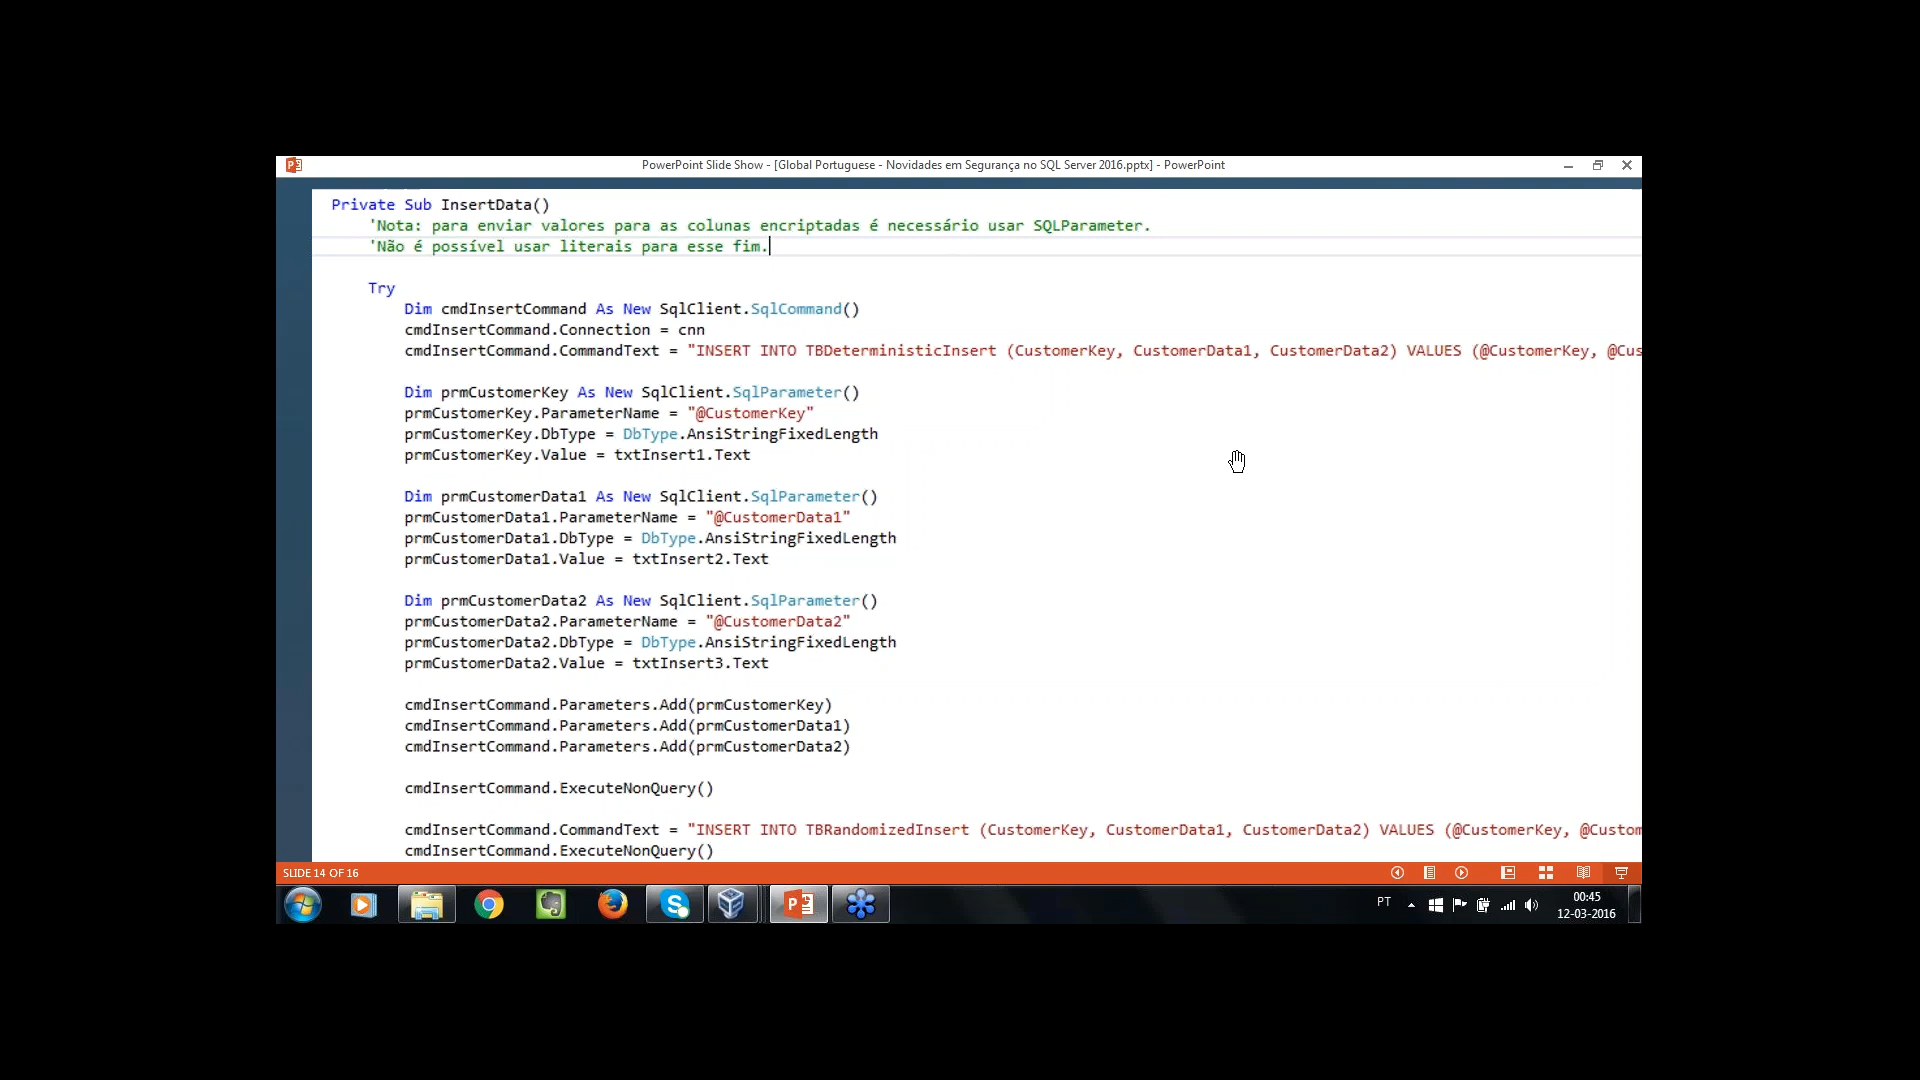 PowerPoint Slide Show - [Global Portuguese - Novidades em Segurança no SQL Server 2016.pptx] - PowerPoint
Private Sub InsertData()
'Nota: para enviar valores para as colunas encriptadas é necessário usar SQLParameter.
'Não é possível usar literais para esse fim.
Try
Dim cmdInsertCommand As New SqlClient.SqlCommand()
cmdInsertCommand.Connection = cnn
cmdInsertCommand.CommandText = "INSERT INTO TBDeterministicInsert (CustomerKey, CustomerData1, CustomerData2) VALUES (@CustomerKey, @Cus
Dim prmCustomerKey As New SqlClient.SqlParameter()
prmCustomerKey.ParameterName = "@CustomerKey"
prmCustomerKey.DbType = DbType.AnsiStringFixedLength
prmCustomerKey.Value = txtInsert1.Text
Dim prmCustomerData1 As New SqlClient.SqlParameter()
prmCustomerData1.ParameterName = "@CustomerData1"
prmCustomerData1.DbType = DbType.AnsiStringFixedLength
prmCustomerData1.Value = txtInsert2.Text
Dim prmCustomerData2 As New SqlClient.SqlParameter()
prmCustomerData2.ParameterName = "@CustomerData2"
prmCustomerData2.DbType = DbType.AnsiStringFixedLength
prmCustomerData2.Value = txtInsert3.Text
cmdInsertCommand.Parameters.Add(prmCustomerKey)
cmdInsertCommand.Parameters.Add(prmCustomerData1)
cmdInsertCommand.Parameters.Add(prmCustomerData2)
cmdInsertCommand.ExecuteNonQuery()
cmdInsertCommand.CommandText = "INSERT INTO TBRandomizedInsert (CustomerKey, CustomerData1, CustomerData2) VALUES (@CustomerKey, @Custom
cmdInsertCommand.ExecuteNonQuery()
SLIDE 14 OF 16
PT
00:45
12-03-2016